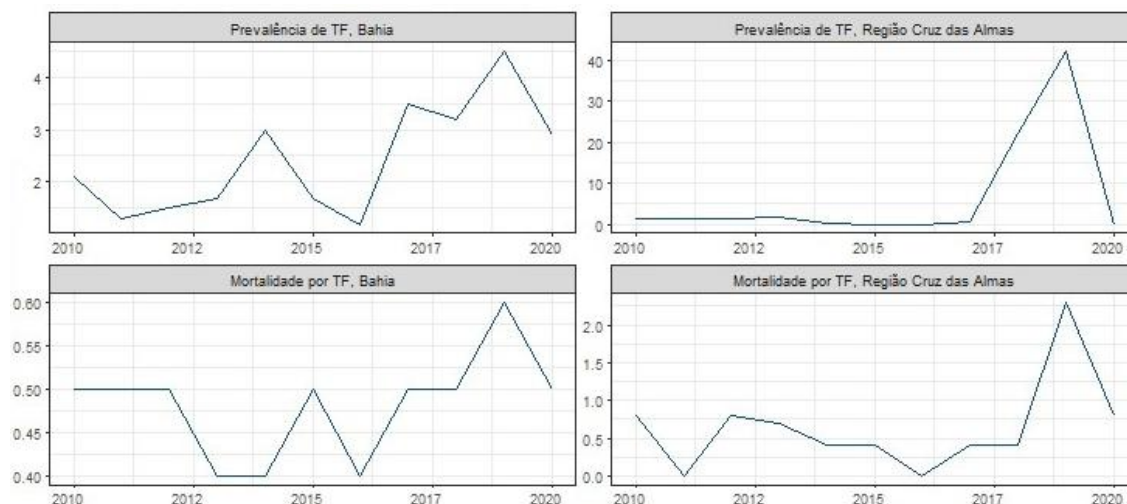 Prevalência de TF, Bahia
4
3
2
2010 2012 2015 2017 2020
Prevalência de TF, Região Cruz das Almas
40
30
20
10
0
2010 2012 2015 2017 2020
Mortalidade por TF, Bahia
0.60
0.55
0.50
0.45
0.40
2010 2012 2015 2017 2020
Mortalidade por TF, Região Cruz das Almas
2.0
1.5
1.0
0.5
0.0
2010 2012 2015 2017 2020